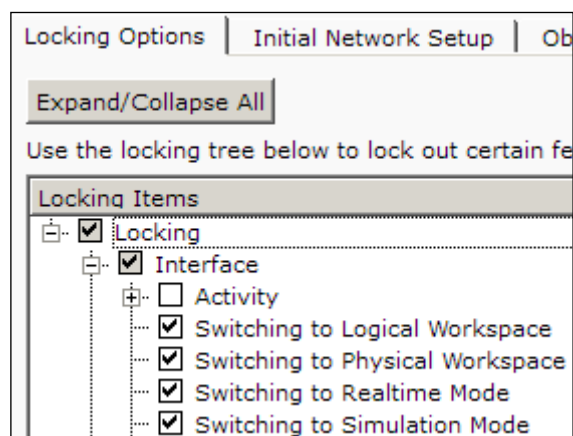 Locking Options Initial Network Setup Ob
Expand/Collapse All
Use the locking tree below to lock out certain fe
Locking Items
Locking
Interface
Activity
Switching to Logical Workspace
Switching to Physical Workspace
Switching to Realtime Mode
Switching to Simulation Mode